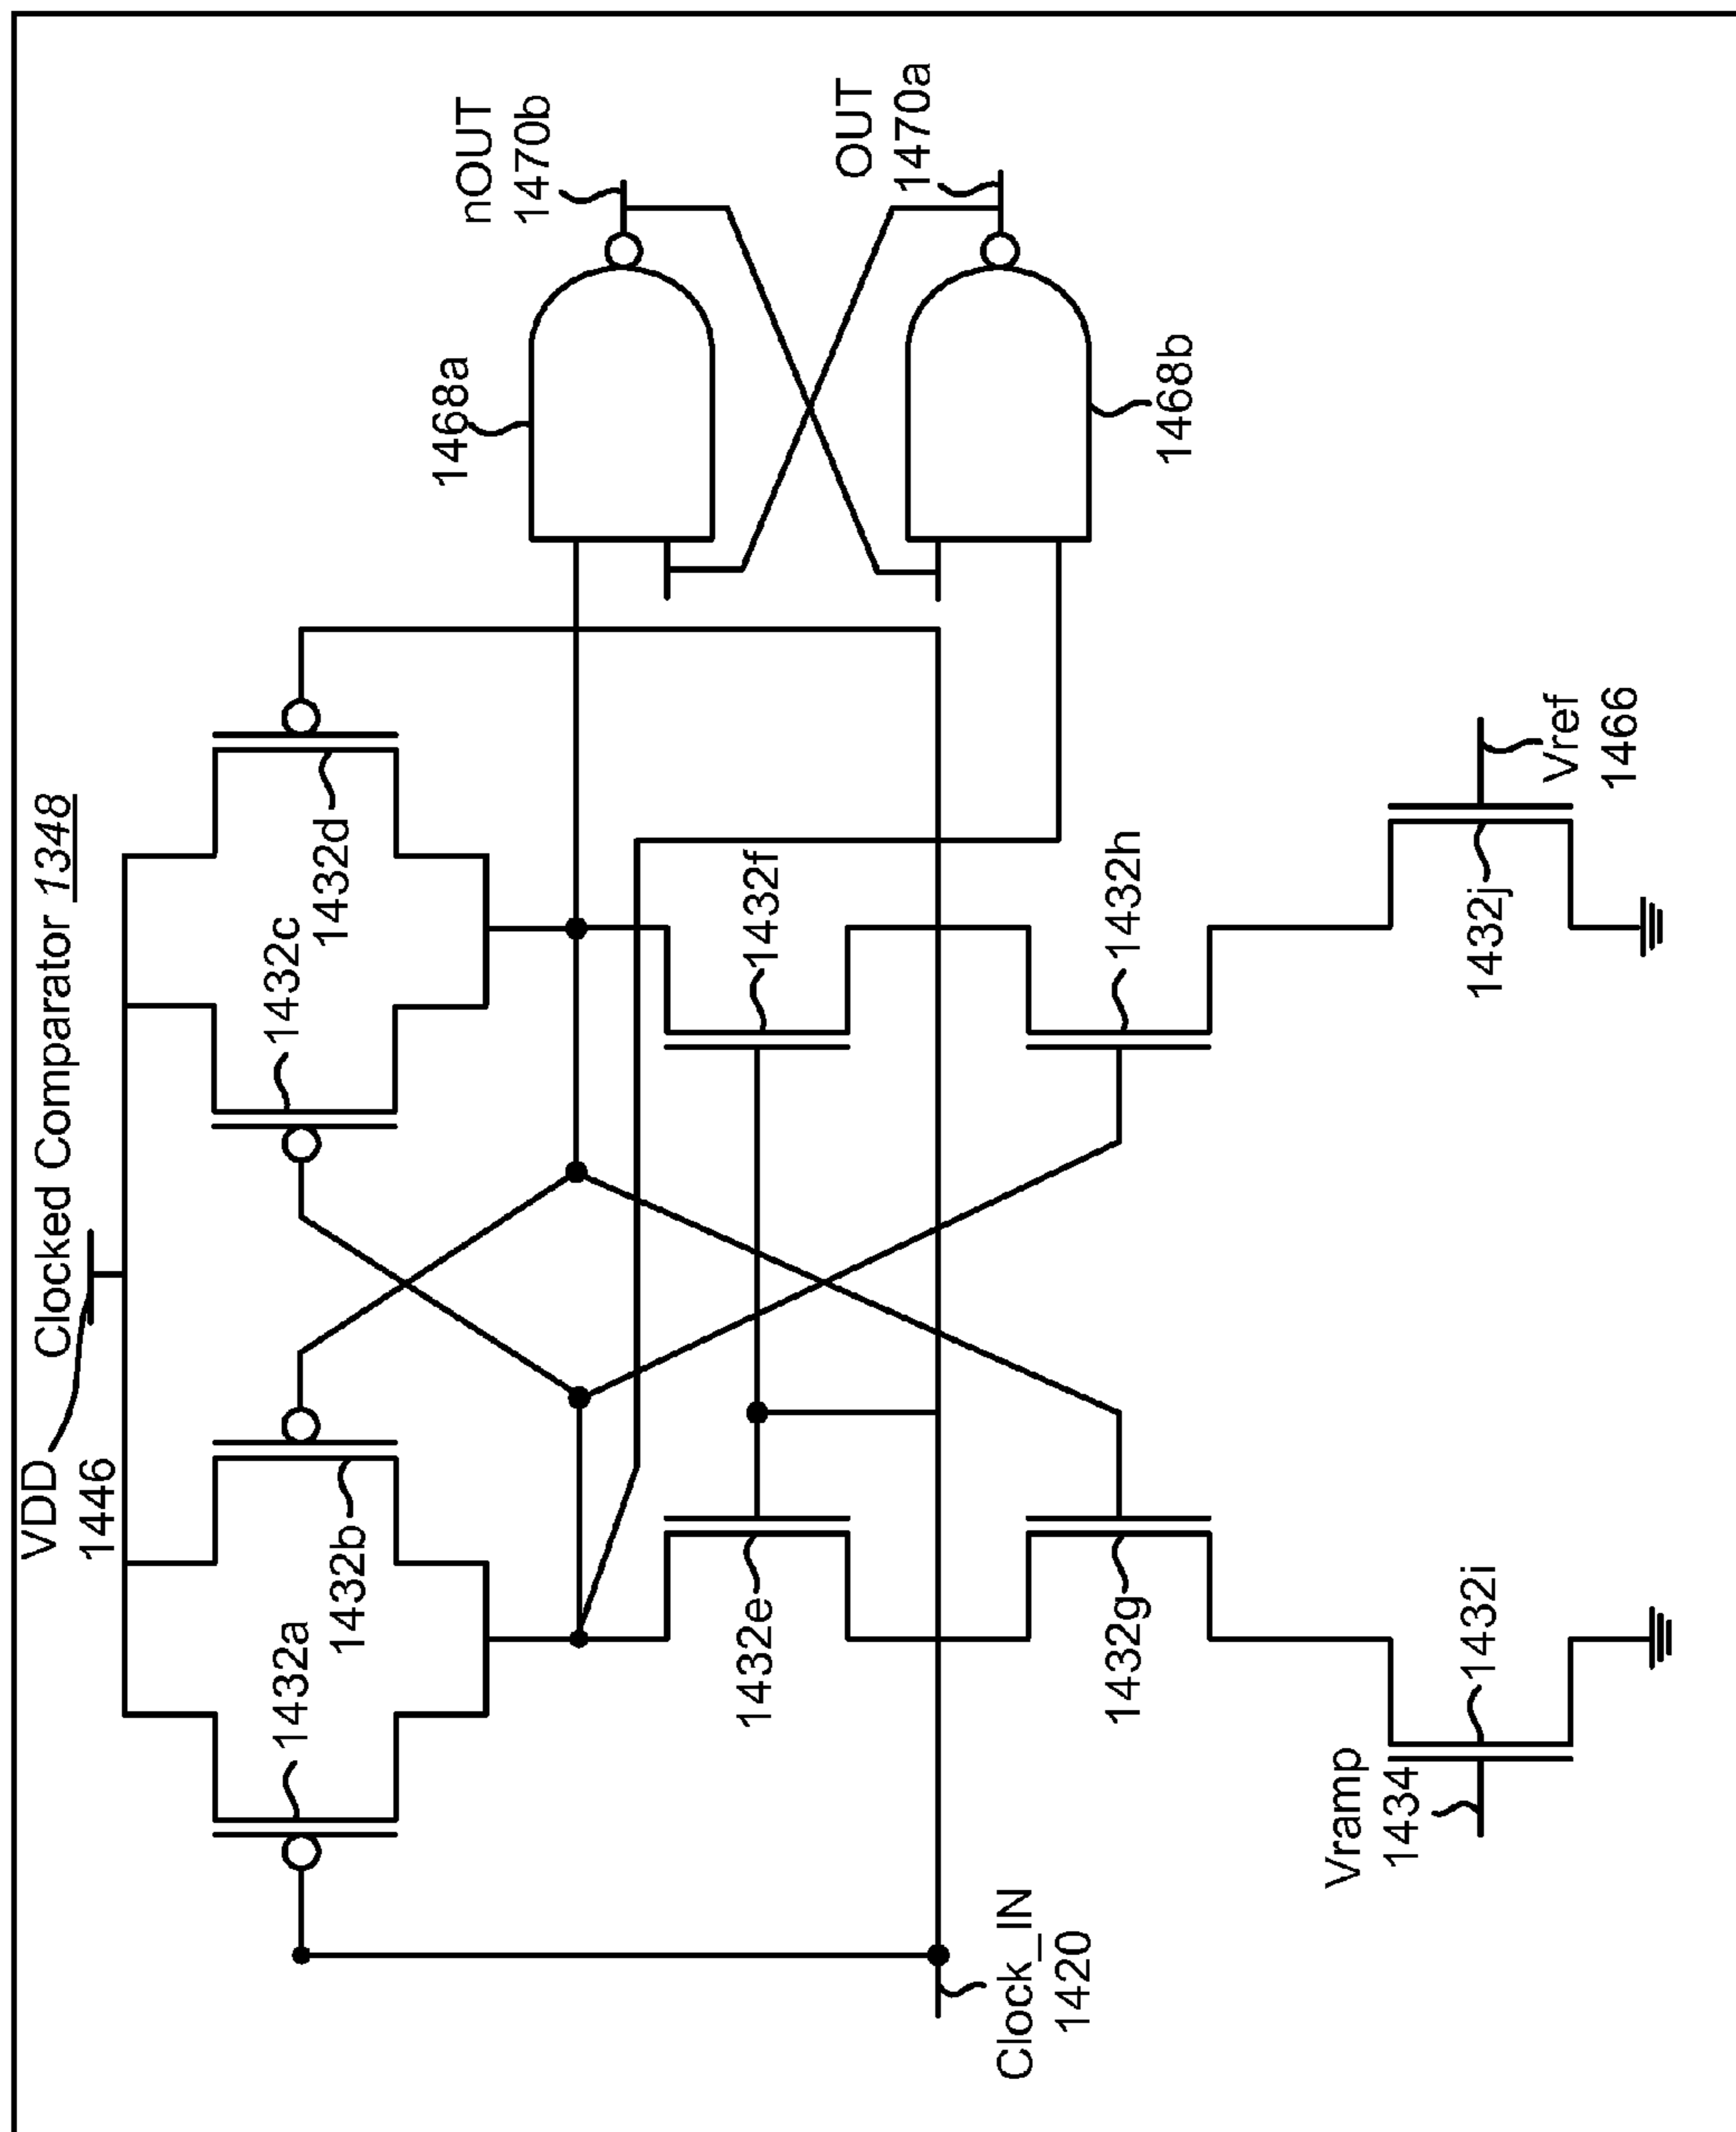 Clocked Comparator 1348
VDD
1446
1432a
1432b
1432c
1432d
nOUT
1470b
1468a
OUT
1470a
1468b
1432e
1432f
1432g
1432h
Clock_IN
1420
Vramp
1434
1432i
1432j
Vref
1466